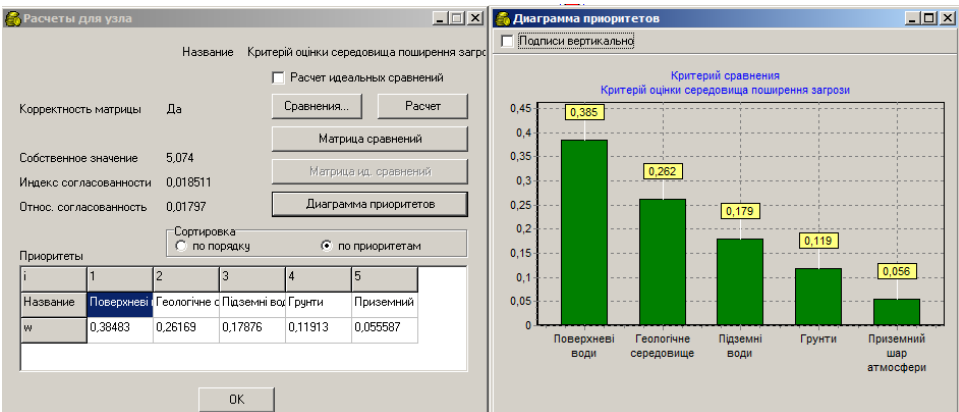 Расчеты для узла
Название Критерій оцінки середовища поширення загро
Расчет идеальных сравнений
Корректность матрицы Да
Сравнения... Расчет
Матрица сравнений
Собственное значение 5,074
Матрица ид. сравнений
Индекс согласованности 0,018511
Относ. согласованность 0,01797
Диаграмма приоритетов
Сортировка
по порядку по приоритетам
Приоритеты
i 1 2 3 4 5
Название Поверхневі Геологічне с Підземні вод Грунти Приземний
w 0,38483 0,26169 0,17876 0,11913 0,055587
OK
Диаграмма приоритетов
Подписи вертикально
Критерий сравнения
Критерій оцінки середовища поширення загрози
0,45
0,4
0,35
0,3
0,25
0,2
0,15
0,1
0,05
0
0,385
0,262
0,179
0,119
0,056
Поверхневі води
Геологічне середовище
Підземні води
Грунти
Приземний шар атмосфери